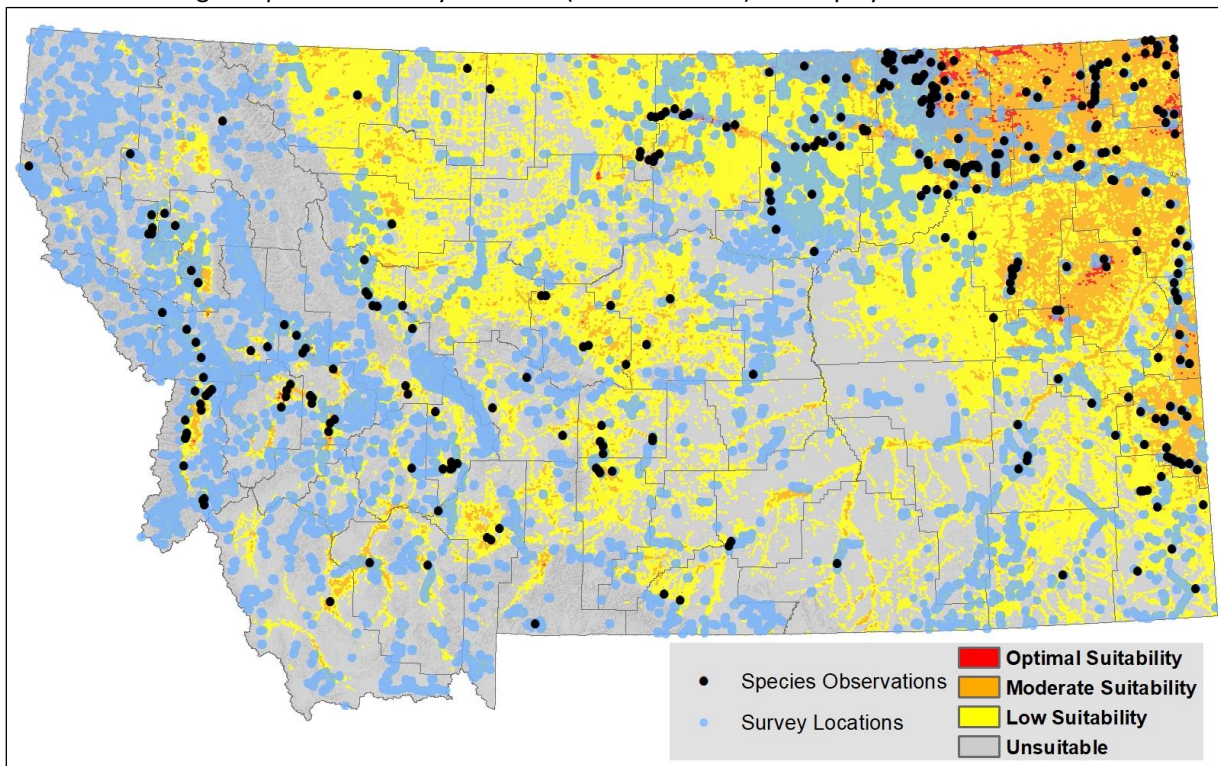 Species Observations
Survey Locations
Optimal Suitability
Moderate Suitability
Low Suitability
Unsuitable